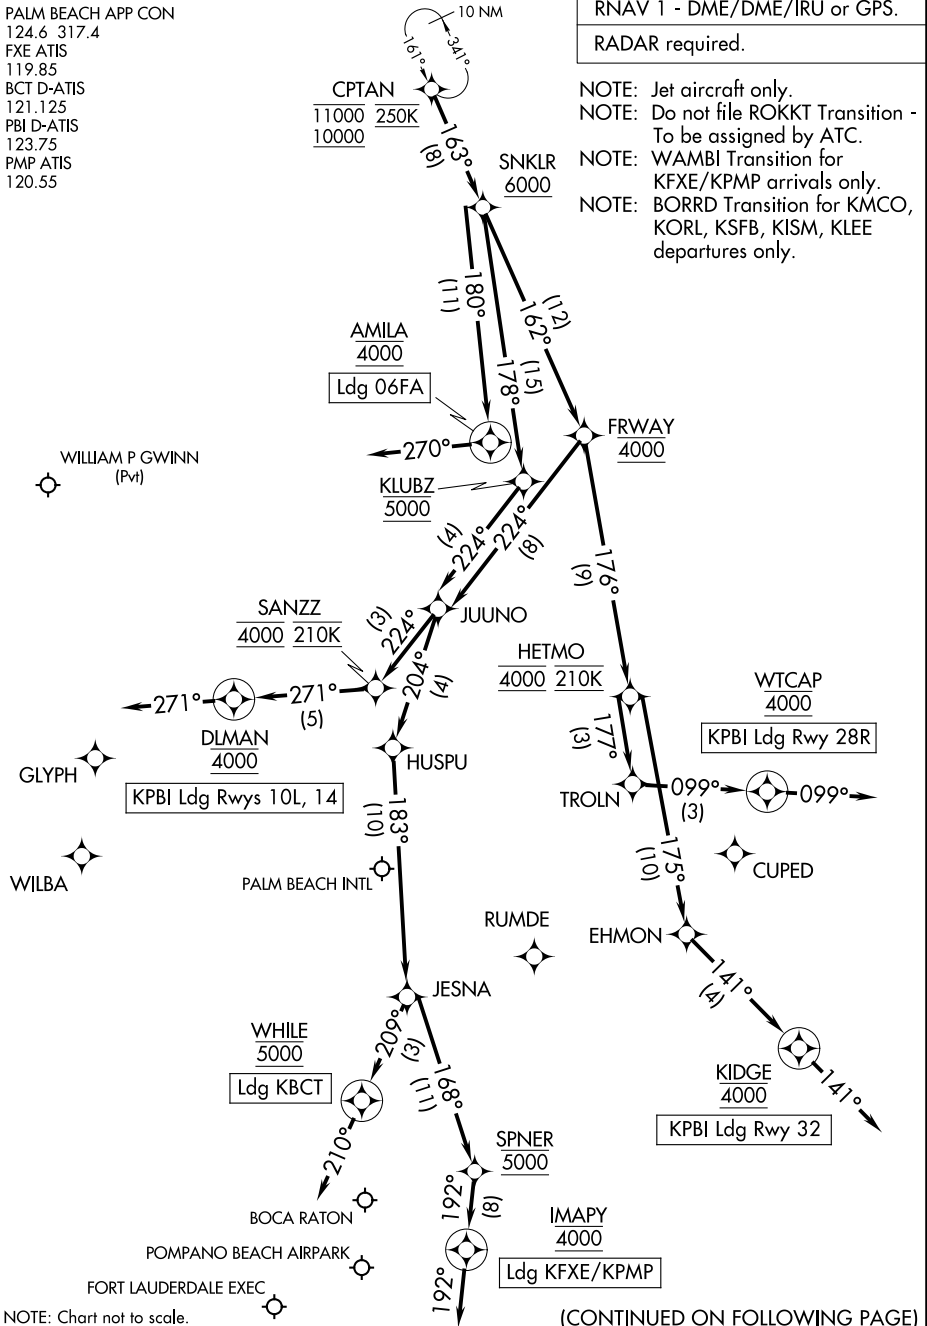 PALM BEACH APP CON
124.6 317.4
FXE ATIS
119.85
BCT D-ATIS
121.125
PBI D-ATIS
123.75
PMP ATIS
120.55
RNAV 1 - DME/DME/IRU or GPS.
RADAR required.
NOTE: Jet aircraft only.
NOTE: Do not file ROKKT Transition -
To be assigned by ATC.
NOTE: WAMBI Transition for
KFXE/KPMP arrivals only.
NOTE: BORRD Transition for KMCO,
KORL, KSFB, KISM, KLEE
departures only.
10 NM
161°
341°
CPTAN
11000 250K
10000
163°
(8)
SNKLR
6000
180°
(11)
178°
(15)
162°
(12)
AMILA
4000
Ldg 06FA
270°
FRWAY
4000
WILLIAM P GWINN
(Pvt)
KLUBZ
5000
224°
(4)
224°
(8)
176°
(9)
JUUNO
SANZZ
4000 210K
224°
(3)
204°
(4)
HETMO
4000 210K
WTCAP
4000
KPBI Ldg Rwy 28R
271°
271°
(5)
DLMAN
4000
KPBI Ldg Rwys 10L, 14
177°
(3)
GLYPH
HUSPU
TROLN
099°
(3)
099°
183°
(10)
175°
(10)
WILBA
PALM BEACH INTL
CUPED
RUMDE
EHMON
JESNA
141°
(4)
WHILE
5000
Ldg KBCT
209°
(3)
168°
(11)
KIDGE
4000
KPBI Ldg Rwy 32
141°
210°
SPNER
5000
BOCA RATON
192°
(8)
IMAPY
4000
Ldg KFXE/KPMP
POMPANO BEACH AIRPARK
FORT LAUDERDALE EXEC
192°
NOTE: Chart not to scale.
(CONTINUED ON FOLLOWING PAGE)